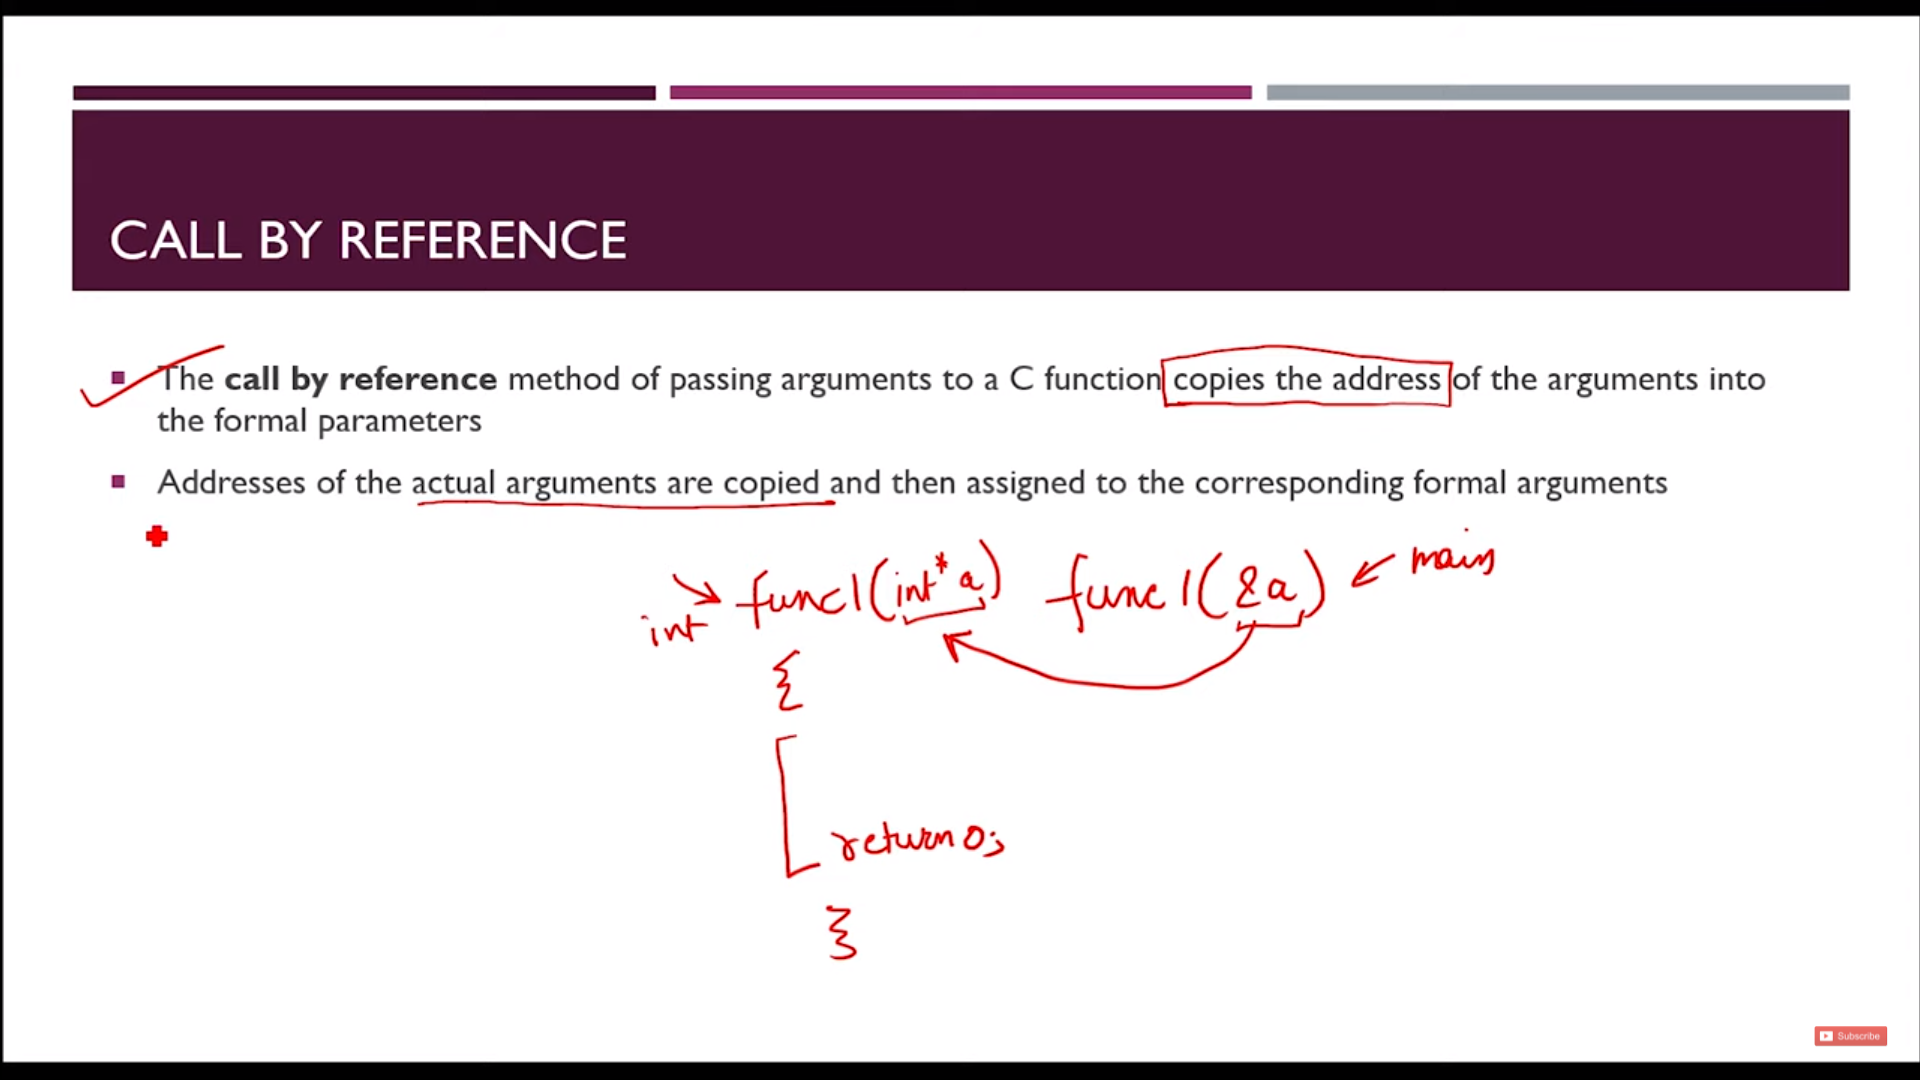 CALL BY REFERENCE
The call by reference method of passing arguments to a C function copies the address of the arguments into
the formal parameters
Addresses of the actual arguments are copied and then assigned to the corresponding formal arguments
int func1(int* a) func1(&a) main
{
return 0;
}
Subscribe